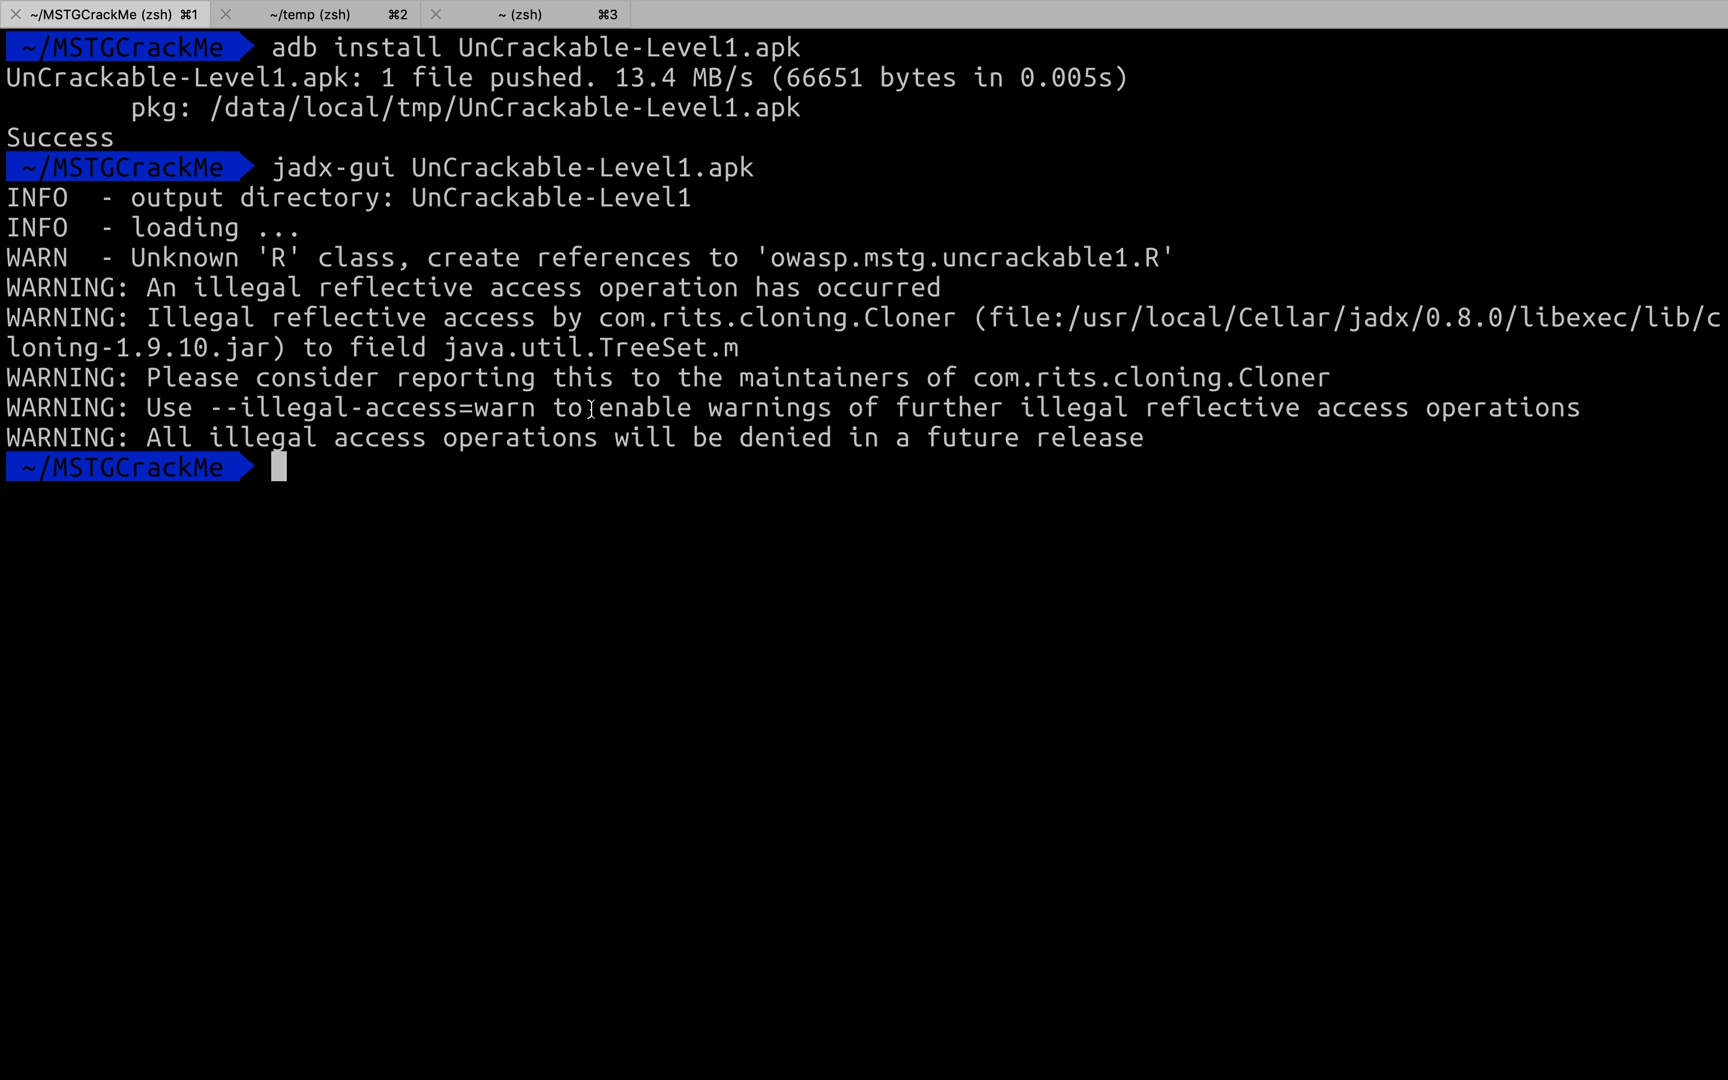 ~/MSTGCrackMe (zsh) ⌘1 ~/temp (zsh) ⌘2 ~ (zsh) ⌘3
~/MSTGCrackMe adb install UnCrackable-Level1.apk
UnCrackable-Level1.apk: 1 file pushed. 13.4 MB/s (66651 bytes in 0.005s)
pkg: /data/local/tmp/UnCrackable-Level1.apk
Success
~/MSTGCrackMe jadx-gui UnCrackable-Level1.apk
INFO  - output directory: UnCrackable-Level1
INFO  - loading ...
WARN  - Unknown 'R' class, create references to 'owasp.mstg.uncrackable1.R'
WARNING: An illegal reflective access operation has occurred
WARNING: Illegal reflective access by com.rits.cloning.Cloner (file:/usr/local/Cellar/jadx/0.8.0/libexec/lib/c
loning-1.9.10.jar) to field java.util.TreeSet.m
WARNING: Please consider reporting this to the maintainers of com.rits.cloning.Cloner
WARNING: Use --illegal-access=warn to enable warnings of further illegal reflective access operations
WARNING: All illegal access operations will be denied in a future release
~/MSTGCrackMe